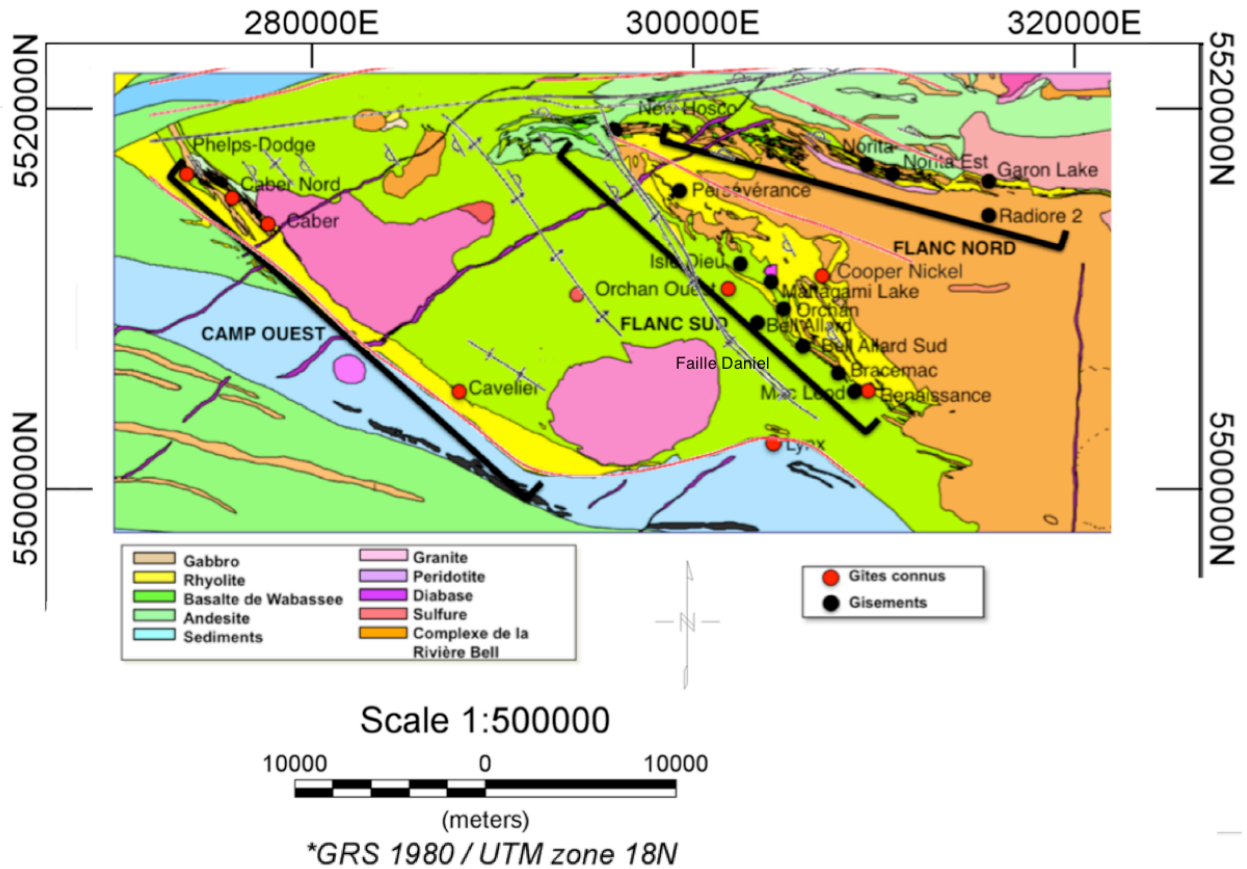 280000E 300000E 320000E
5520000N
5520000N
New Hosco
Phelps-Dodge
Norita
Norita Est
Garon Lake
Caber Nord
Persévérance
Radiore 2
Caber
FLANC NORD
Isle Dieu
Cooper Nickel
Orchan Ouest
Mattagami Lake
Orchan
CAMP OUEST
FLANC SUD
Bell Allard
Bell Allard Sud
Faille Daniel
Bracemac
Cavelier
Mac Leod
Renaissance
Lynx
5500000N
5500000N
Gabbro
Rhyolite
Basalte de Wabassee
Andesite
Sediments
Granite
Peridotite
Diabase
Sulfure
Complexe de la
Rivière Bell
Gîtes connus
Gisements
N
Scale 1:500000
10000 0 10000
(meters)
*GRS 1980 / UTM zone 18N